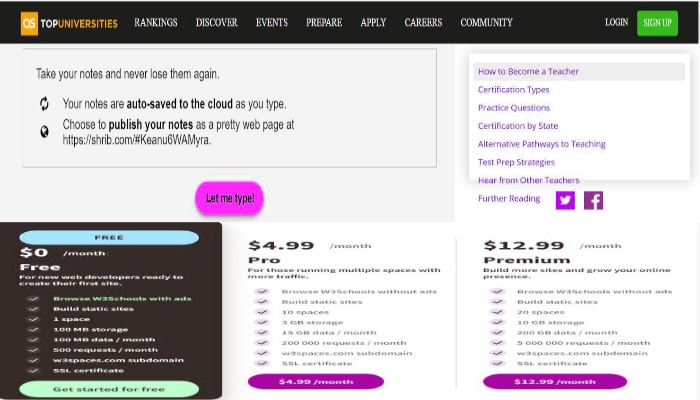 QS TOPUNIVERSITIES RANKINGS DISCOVER EVENTS PREPARE APPLY CAREERS COMMUNITY LOGIN SIGN UP
Take your notes and never lose them again.
Your notes are auto-saved to the cloud as you type.
Choose to publish your notes as a pretty web page at
https://shrib.com/#Keanu6WAMyra.
Let me type!
How to Become a Teacher
Certification Types
Practice Questions
Certification by State
Alternative Pathways to Teaching
Test Prep Strategies
Hear from Other Teachers
Further Reading
FREE
$0 /month
Free
For new web developers ready to
create their first site.
Browse W3Schools with ads
Build static sites
1 space
100 MB storage
100 MB data / month
500 requests / month
w3spaces.com subdomain
SSL certificate
Get started for free
$4.99 /month
Pro
For those running multiple spaces with
more traffic.
Browse W3Schools without ads
Build static sites
10 spaces
3 GB storage
15 GB data / month
200 000 requests / month
w3spaces.com subdomain
SSL certificate
$4.99 /month
$12.99 /month
Premium
Build more sites and grow your online
presence.
Browse W3Schools without ads
Build static sites
20 spaces
10 GB storage
200 GB data / month
5 000 000 requests / month
w3spaces.com subdomain
SSL certificate
$12.99 /month